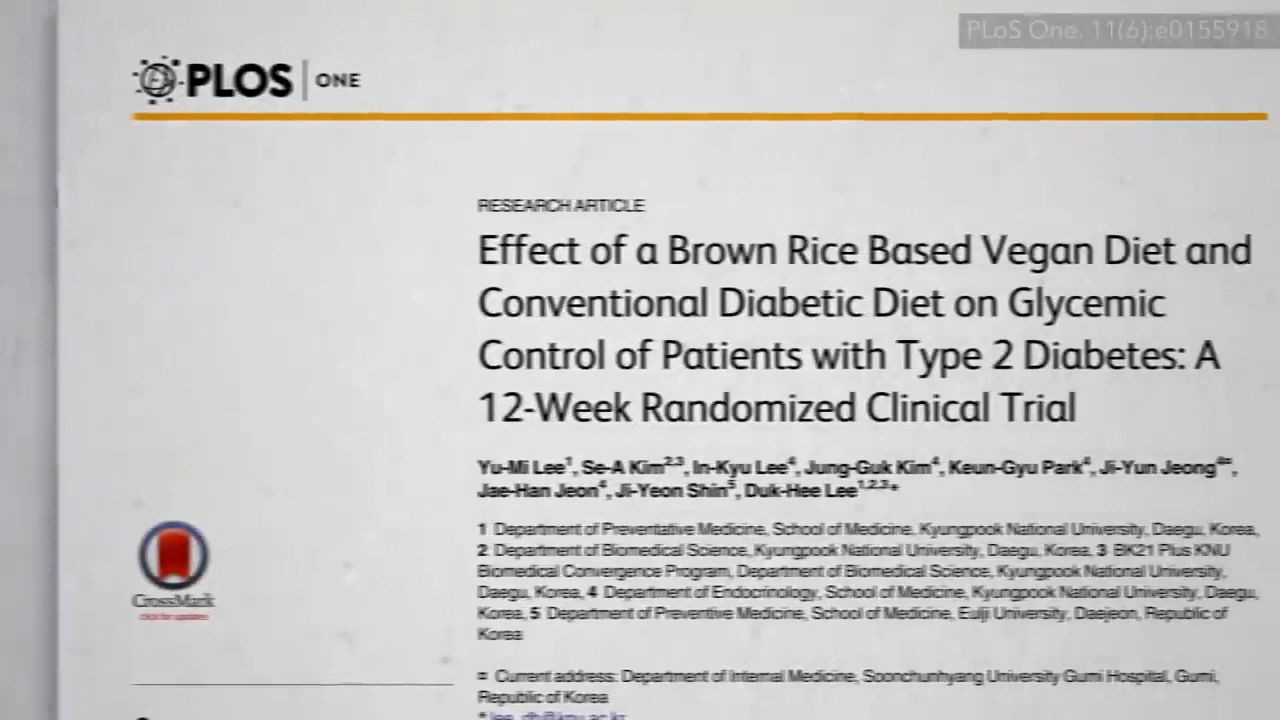 PLoS One. 11(6):e0155918.
PLOS ONE
RESEARCH ARTICLE
Effect of a Brown Rice Based Vegan Diet and
Conventional Diabetic Diet on Glycemic
Control of Patients with Type 2 Diabetes: A
12-Week Randomized Clinical Trial
Yu-Mi Lee1, Se-A Kim2,3, In-Kyu Lee4, Jung-Guk Kim4, Keun-Gyu Park4, Ji-Yun Jeong4¤,
Jae-Han Jeon4, Ji-Yeon Shin5, Duk-Hee Lee1,2,3*
1 Department of Preventative Medicine, School of Medicine, Kyungpook National University, Daegu, Korea,
2 Department of Biomedical Science, Kyungpook National University, Daegu, Korea, 3 BK21 Plus KNU
Biomedical Convergence Program, Department of Biomedical Science, Kyungpook National University,
Daegu, Korea, 4 Department of Endocrinology, School of Medicine, Kyungpook National University, Daegu,
Korea, 5 Department of Preventive Medicine, School of Medicine, Eulji University, Daejeon, Republic of
Korea
CrossMark
click for updates
¤ Current address: Department of Internal Medicine, Soonchunhyang University Gumi Hospital, Gumi,
Republic of Korea
* lee_dh@knu.ac.kr